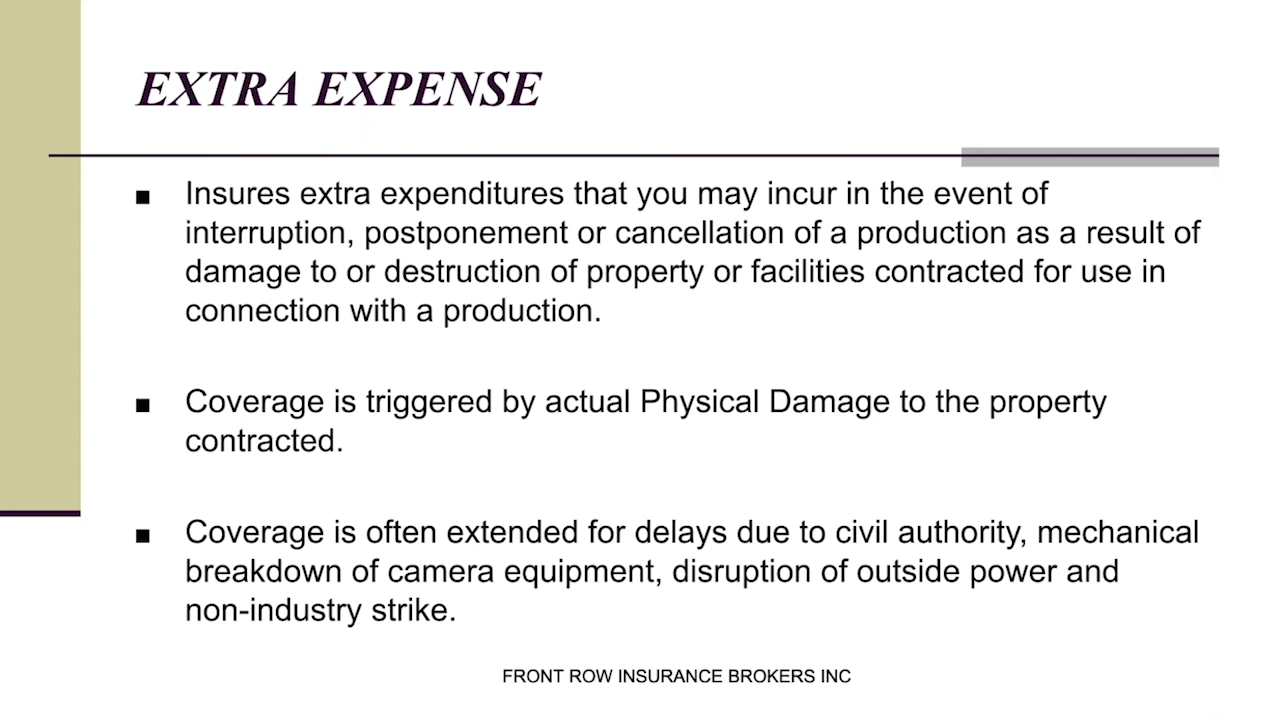 EXTRA EXPENSE
■ Insures extra expenditures that you may incur in the event of
interruption, postponement or cancellation of a production as a result of
damage to or destruction of property or facilities contracted for use in
connection with a production.
■ Coverage is triggered by actual Physical Damage to the property
contracted.
■ Coverage is often extended for delays due to civil authority, mechanical
breakdown of camera equipment, disruption of outside power and
non-industry strike.
FRONT ROW INSURANCE BROKERS INC